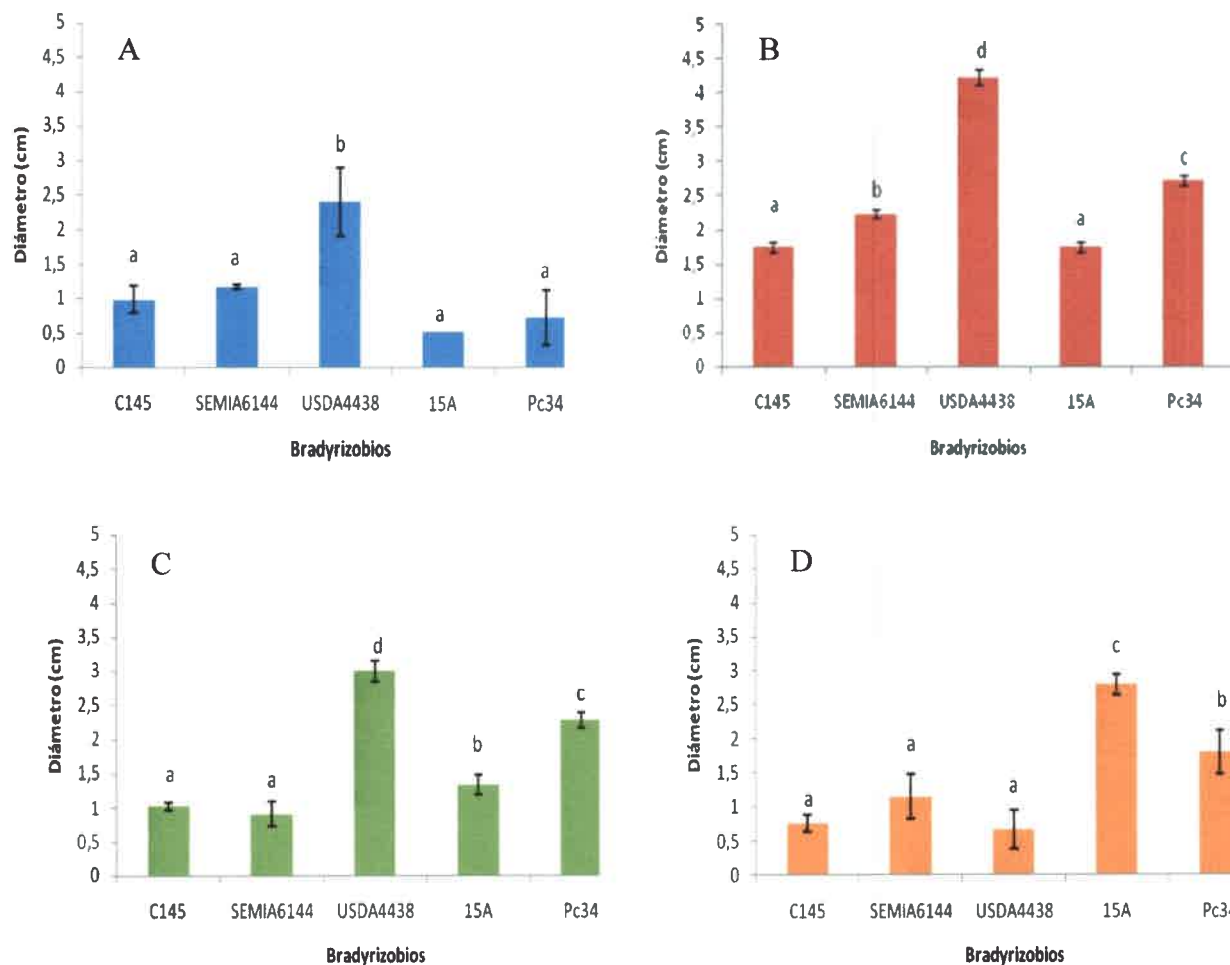 A
Diámetro (cm)
5
4,5
4
3,5
3
2,5
2
1,5
1
0,5
0
a
a
b
a
a
C145
SEMIA6144
USDA4438
15A
Pc34
Bradyrizobios
B
Diámetro (cm)
5
4,5
4
3,5
3
2,5
2
1,5
1
0,5
0
a
b
d
a
c
C145
SEMIA6144
USDA4438
15A
Pc34
Bradyrizobios
C
Diámetro (cm)
5
4,5
4
3,5
3
2,5
2
1,5
1
0,5
0
a
a
d
b
c
C145
SEMIA6144
USDA4438
15A
Pc34
Bradyrizobios
D
Diámetro (cm)
5
4,5
4
3,5
3
2,5
2
1,5
1
0,5
0
a
a
a
c
b
C145
SEMIA6144
USDA4438
15A
Pc34
Bradyrizobios